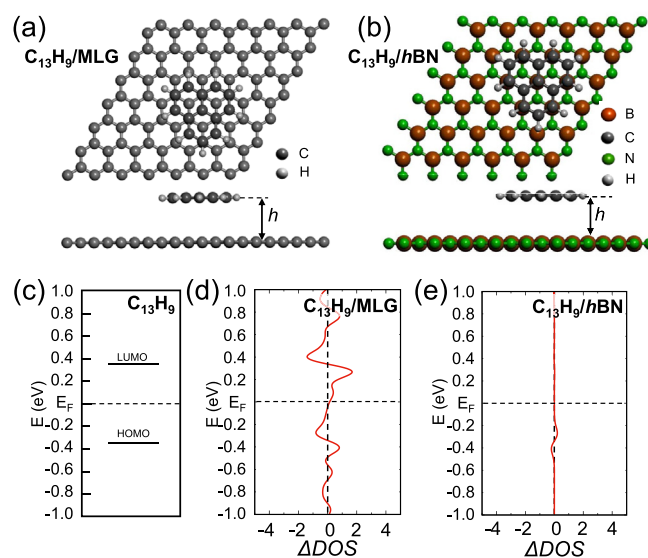 (a)
C₁₃H₉/MLG
C
H
h
(b)
C₁₃H₉/hBN
B
C
N
H
h
(c)
C₁₃H₉
1.0
0.8
0.6
0.4
0.2
E_F
-0.2
-0.4
-0.6
-0.8
-1.0
E (eV)
LUMO
HOMO
(d)
C₁₃H₉/MLG
1.0
0.8
0.6
0.4
0.2
E_F
-0.2
-0.4
-0.6
-0.8
-1.0
E (eV)
-4 -2 0 2 4
ΔDOS
(e)
C₁₃H₉/hBN
1.0
0.8
0.6
0.4
0.2
E_F
-0.2
-0.4
-0.6
-0.8
-1.0
E (eV)
-4 -2 0 2 4
ΔDOS